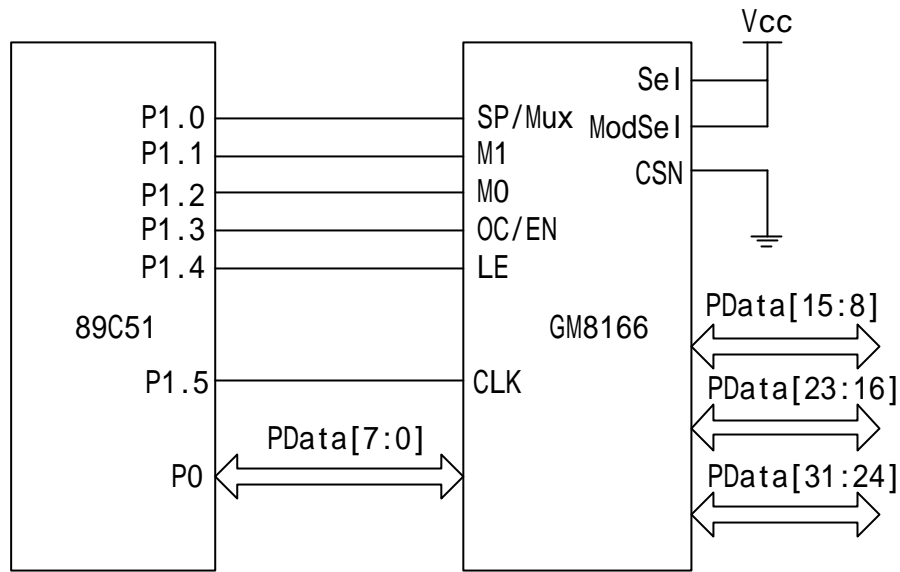 Vcc
Sel
P1.0 SP/Mux ModSel
P1.1 M1
CSN
P1.2 M0
P1.3 OC/EN
P1.4 LE
PData[15:8]
89C51 GM8166
P1.5 CLK PData[23:16]
PData[7:0]
P0 PData[31:24]